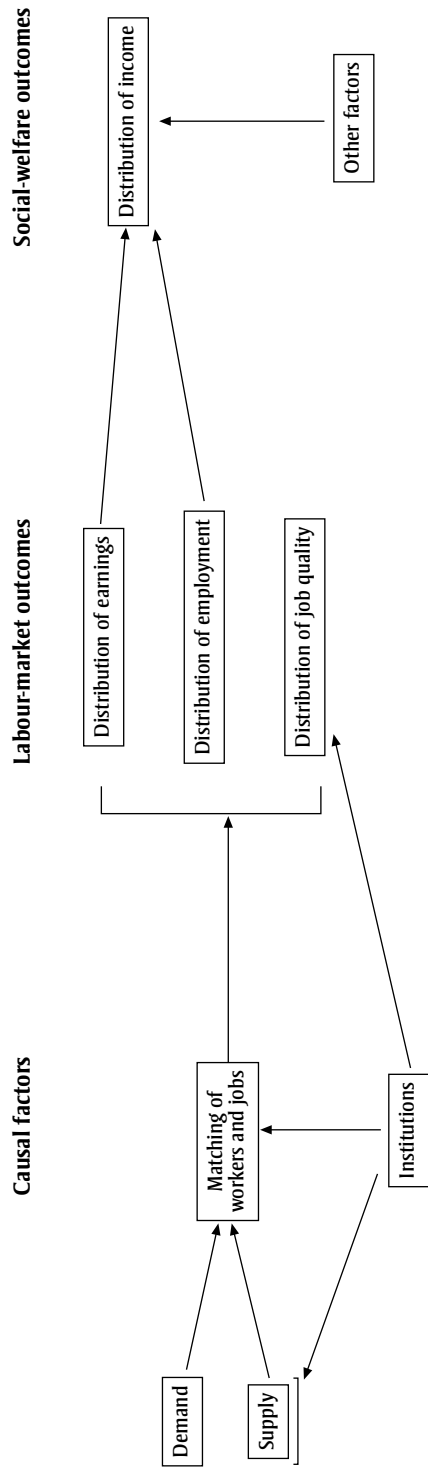 Causal factors
Labour-market outcomes
Social-welfare outcomes
Demand
Supply
Matching of
workers and jobs
Institutions
Distribution of earnings
Distribution of employment
Distribution of job quality
Distribution of income
Other factors